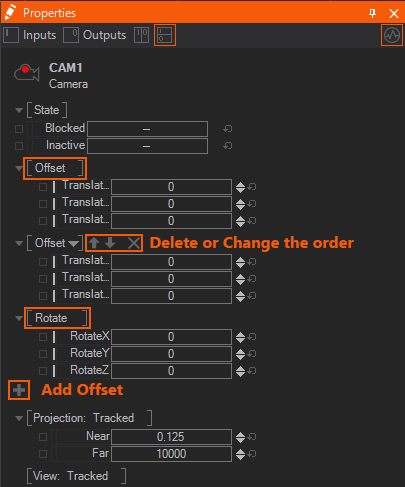 Properties
Inputs Outputs
CAM1
Camera
State
Blocked –
Inactive –
Offset
Translat... 0
Translat... 0
Translat... 0
Offset Delete or Change the order
Translat... 0
Translat... 0
Translat... 0
Rotate
RotateX 0
RotateY 0
RotateZ 0
Add Offset
Projection: Tracked
Near 0.125
Far 10000
View: Tracked